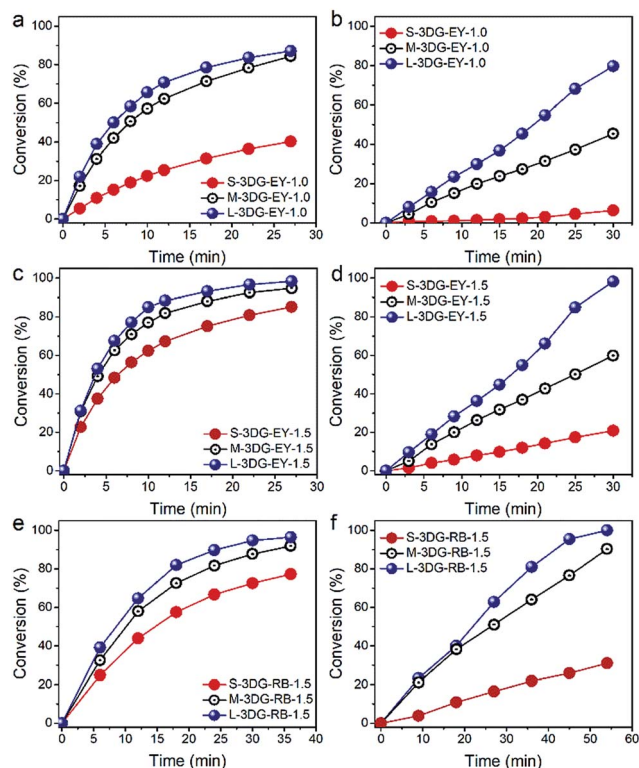 a
Conversion (%)
100
80
60
40
20
0
S-3DG-EY-1.0
M-3DG-EY-1.0
L-3DG-EY-1.0
0 5 10 15 20 25 30
Time (min)
b
Conversion (%)
100
80
60
40
20
0
S-3DG-EY-1.0
M-3DG-EY-1.0
L-3DG-EY-1.0
0 5 10 15 20 25 30
Time (min)
c
Conversion (%)
100
80
60
40
20
0
S-3DG-EY-1.5
M-3DG-EY-1.5
L-3DG-EY-1.5
0 5 10 15 20 25 30
Time (min)
d
Conversion (%)
100
80
60
40
20
0
S-3DG-EY-1.5
M-3DG-EY-1.5
L-3DG-EY-1.5
0 5 10 15 20 25 30
Time (min)
e
Conversion (%)
100
80
60
40
20
0
S-3DG-RB-1.5
M-3DG-RB-1.5
L-3DG-RB-1.5
0 5 10 15 20 25 30 35 40
Time (min)
f
Conversion (%)
100
80
60
40
20
0
S-3DG-RB-1.5
M-3DG-RB-1.5
L-3DG-RB-1.5
0 10 20 30 40 50 60
Time (min)